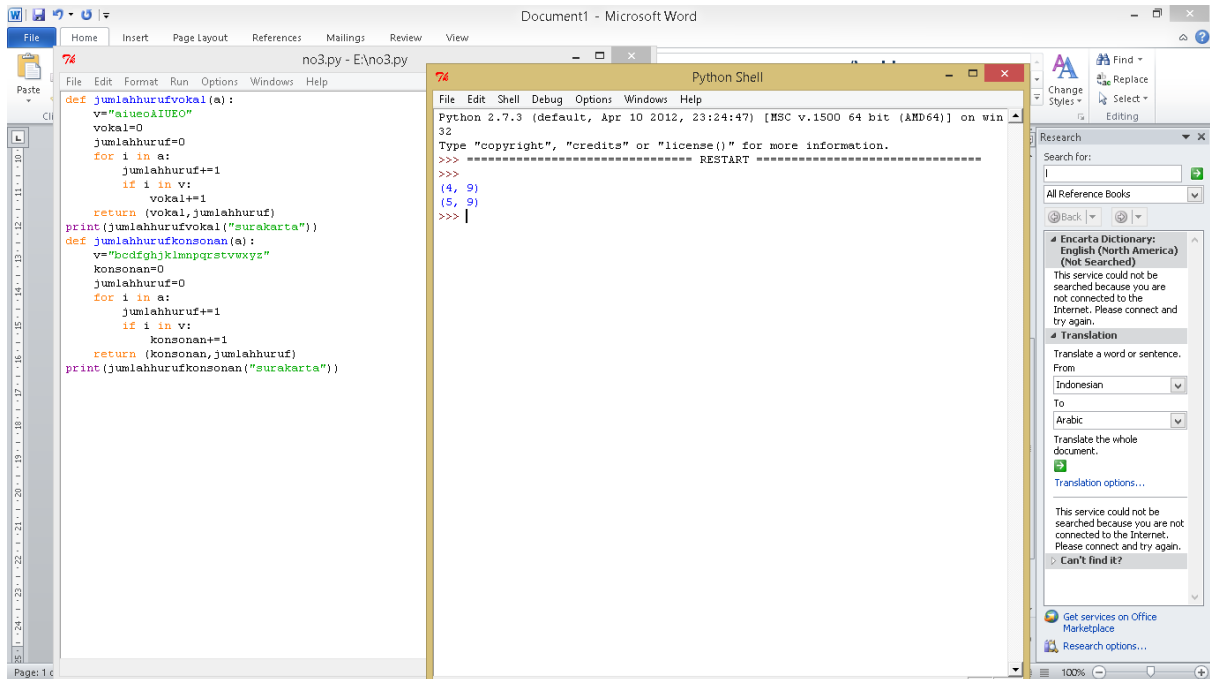 Document1 - Microsoft Word
File Home Insert Page Layout References Mailings Review View
Paste
Change Styles
Find
Replace
Select
Editing
no3.py - E:\no3.py
File Edit Format Run Options Windows Help
def jumlahhurufvokal(a):
    v="aiueoAIUEO"
    vokal=0
    jumlahhuruf=0
    for i in a:
        jumlahhuruf+=1
        if i in v:
            vokal+=1
    return (vokal,jumlahhuruf)
print(jumlahhurufvokal("surakarta"))
def jumlahhurufkonsonan(a):
    v="bcdfghjklmnpqrstvwxyz"
    konsonan=0
    jumlahhuruf=0
    for i in a:
        jumlahhuruf+=1
        if i in v:
            konsonan+=1
    return (konsonan,jumlahhuruf)
print(jumlahhurufkonsonan("surakarta"))
Python Shell
File Edit Shell Debug Options Windows Help
Python 2.7.3 (default, Apr 10 2012, 23:24:47) [MSC v.1500 64 bit (AMD64)] on win
32
Type "copyright", "credits" or "license()" for more information.
>>> ================================ RESTART ================================
>>>
(4, 9)
(5, 9)
>>>
Research
Search for:
All Reference Books
Back
Encarta Dictionary:
English (North America)
(Not Searched)
This service could not be
searched because you are
not connected to the
Internet. Please connect and
try again.
Translation
Translate a word or sentence.
From
Indonesian
To
Arabic
Translate the whole
document.
Translation options...
This service could not be
searched because you are not
connected to the Internet.
Please connect and try again.
Can't find it?
Get services on Office
Marketplace
Research options...
100%